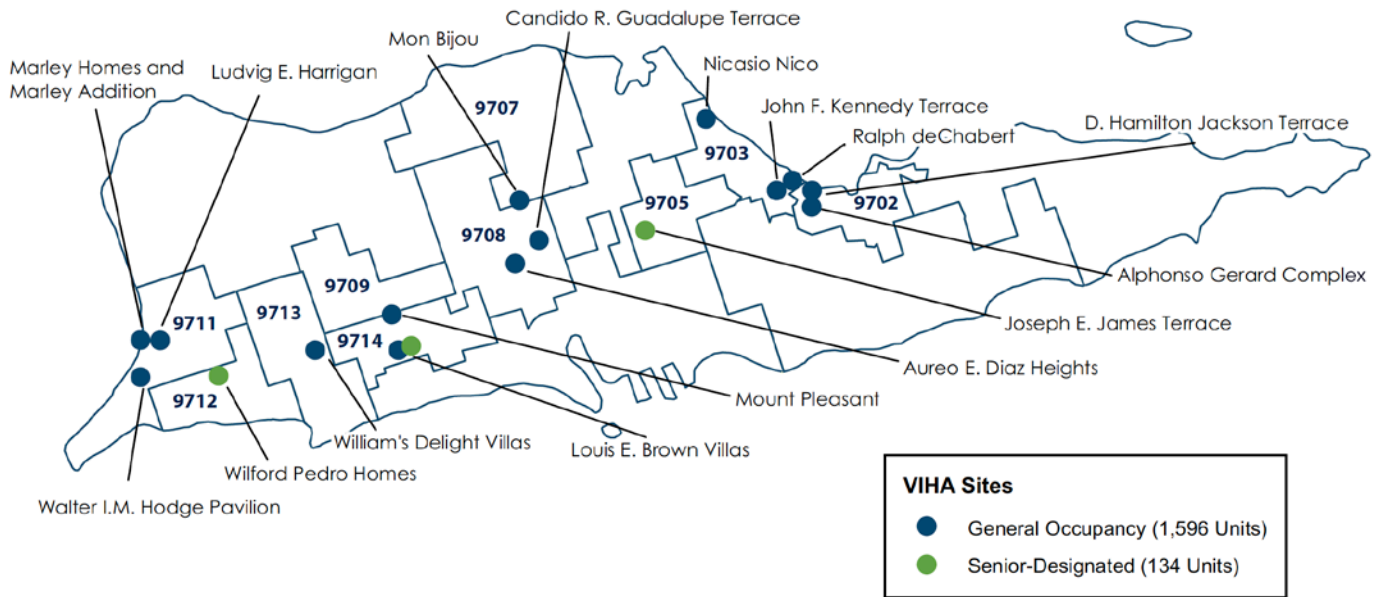 Candido R. Guadalupe Terrace
Mon Bijou
Marley Homes and
Marley Addition
Ludvig E. Harrigan
Nicasio Nico
John F. Kennedy Terrace
Ralph deChabert
D. Hamilton Jackson Terrace
9707
9703
9702
9705
9708
9709
9713
9711
9714
9712
Alphonso Gerard Complex
Joseph E. James Terrace
Aureo E. Diaz Heights
Mount Pleasant
Louis E. Brown Villas
William's Delight Villas
Wilford Pedro Homes
Walter I.M. Hodge Pavilion
VIHA Sites
General Occupancy (1,596 Units)
Senior-Designated (134 Units)